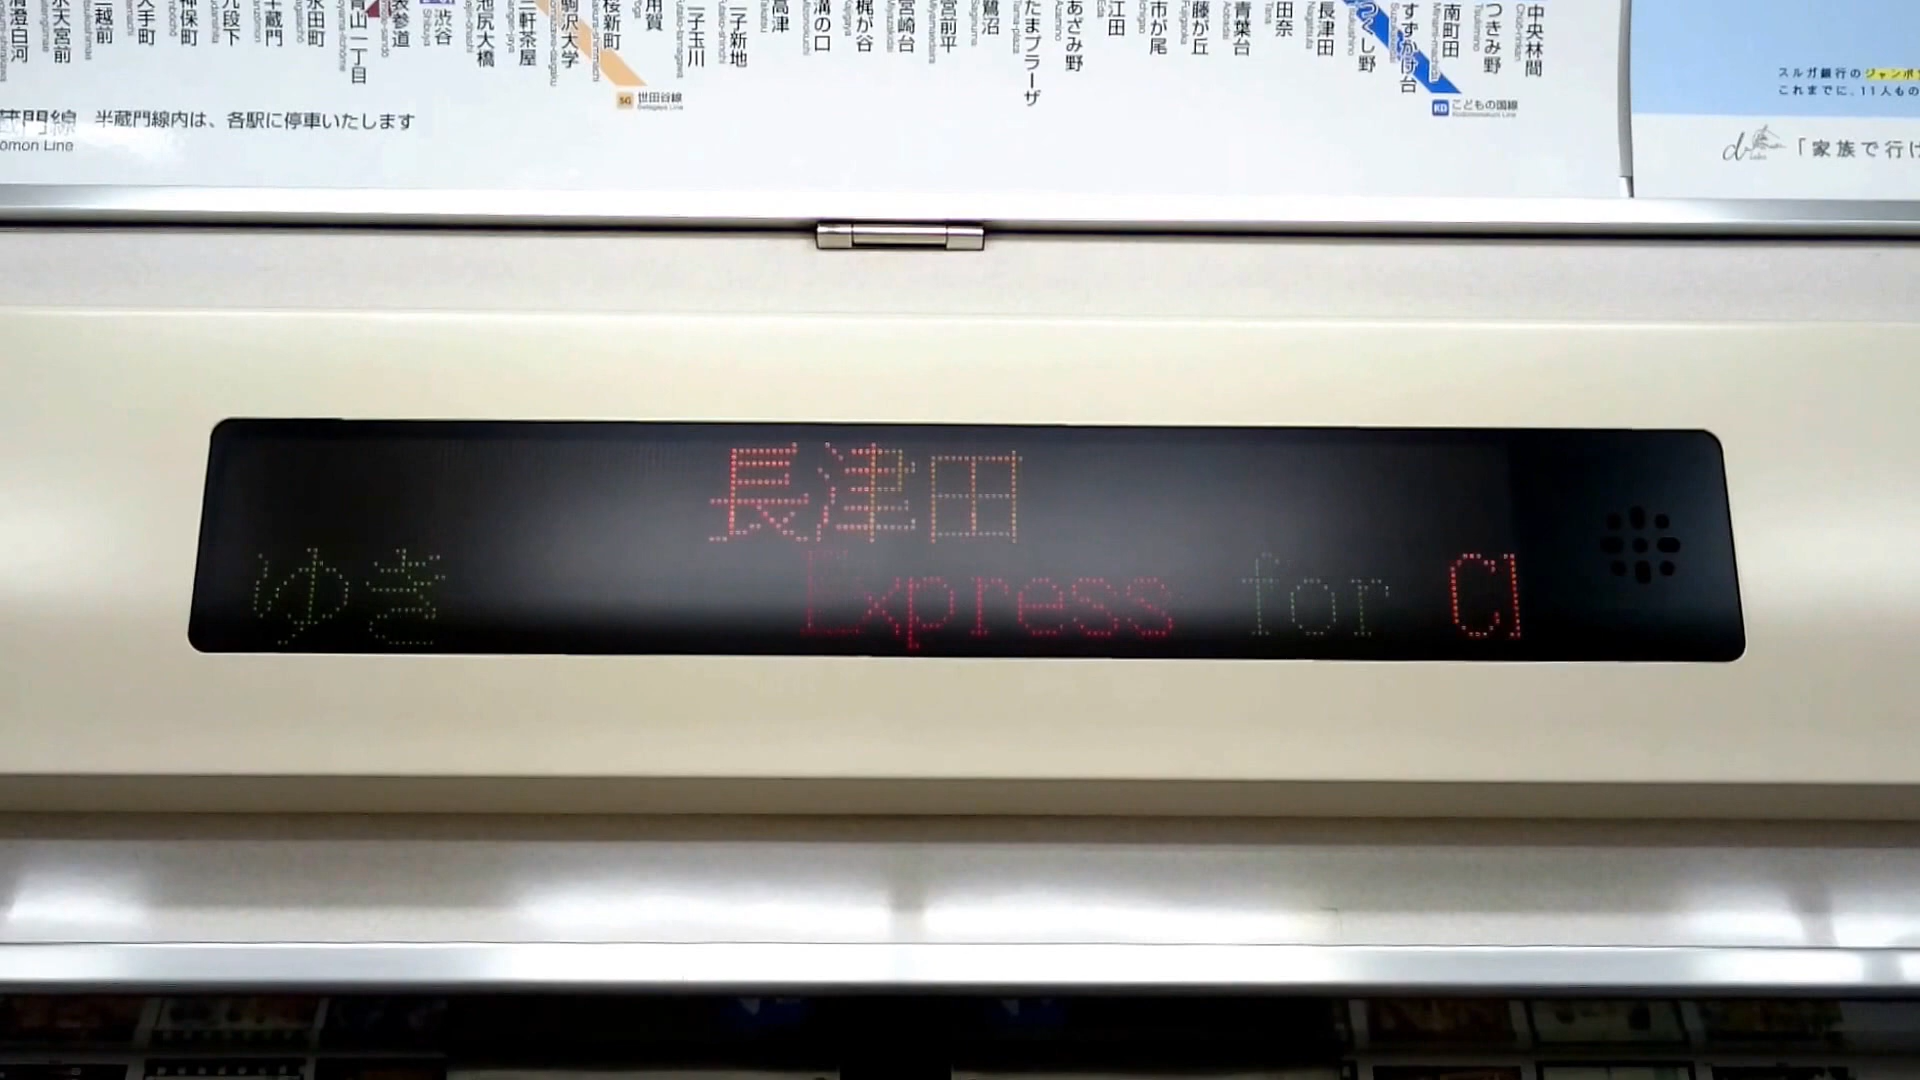 清澄白河
水天宮前
三越前
大手町
神保町
九段下
半蔵門
永田町
青山一丁目
表参道
渋谷
池尻大橋
三軒茶屋
駒沢大学
桜新町
用賀
二子玉川
二子新地
高津
溝の口
梶が谷
宮崎台
宮前平
鷺沼
たまプラーザ
あざみ野
江田
市が尾
藤が丘
青葉台
田奈
長津田
つくし野
すずかけ台
南町田
つきみ野
中央林間
SG 世田谷線
Setagaya Line
KD こどもの国線
Kodomonokuni Line
蔵門線 半蔵門線内は、各駅に停車いたします
ōmon Line
スルガ銀行のジャンボ
これまでに、11人もの
「家族で行け
長津田
ゆき Express for Cl